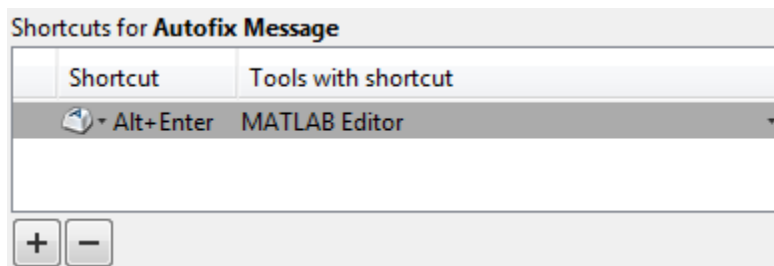 Shortcuts for Autofix Message
Shortcut Tools with shortcut
Alt+Enter MATLAB Editor